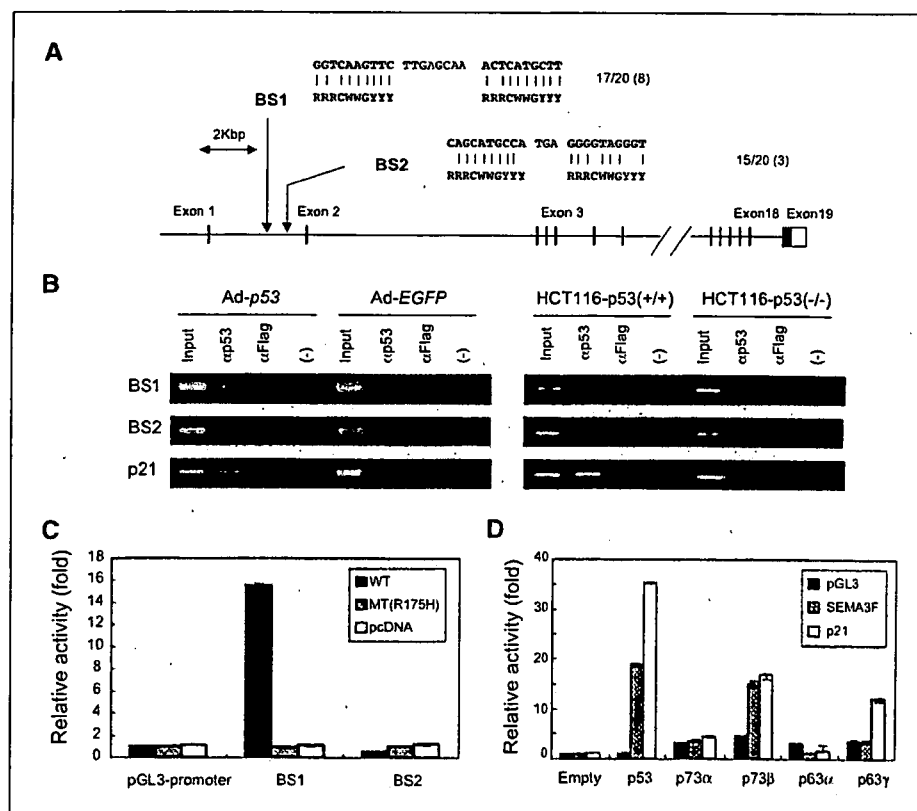 A
GGTCAAGTTC TTGAGCAA ACTCATGCTT
RRRCWWGYYY RRRCWWGYYY
17/20 (8)
BS1
2Kbp
CAGCATGCCA TGA GGGGTAGGGT
RRRCWWGYYY RRRCWWGYYY
15/20 (3)
BS2
Exon 1 Exon 2 Exon 3 Exon18 Exon19
B
Ad-p53 Ad-EGFP HCT116-p53(+/+) HCT116-p53(-/-)
Input αp53 αFlag (-) Input αp53 αFlag (-) Input αp53 αFlag (-) Input αp53 αFlag (-)
BS1
BS2
p21
C
Relative activity (fold)
18
16
14
12
10
8
6
4
2
0
WT
MT(R175H)
pcDNA
pGL3-promoter BS1 BS2
D
Relative activity (fold)
40
30
20
10
0
pGL3
SEMA3F
p21
Empty p53 p73α p73β p63α p63γ